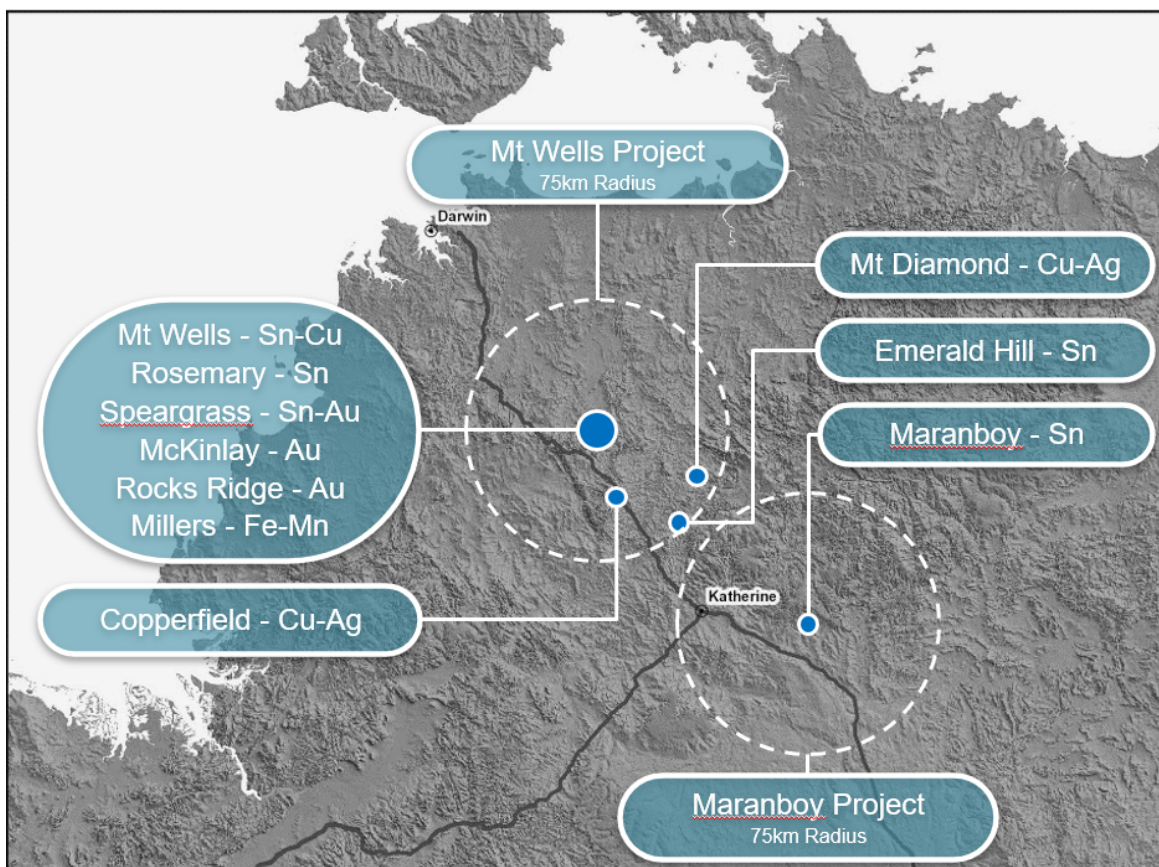 Mt Wells Project
75km Radius
Darwin
Mt Diamond - Cu-Ag
Mt Wells - Sn-Cu
Rosemary - Sn
Speargrass - Sn-Au
McKinlay - Au
Rocks Ridge - Au
Millers - Fe-Mn
Emerald Hill - Sn
Maranboy - Sn
Copperfield - Cu-Ag
Katherine
Maranboy Project
75km Radius